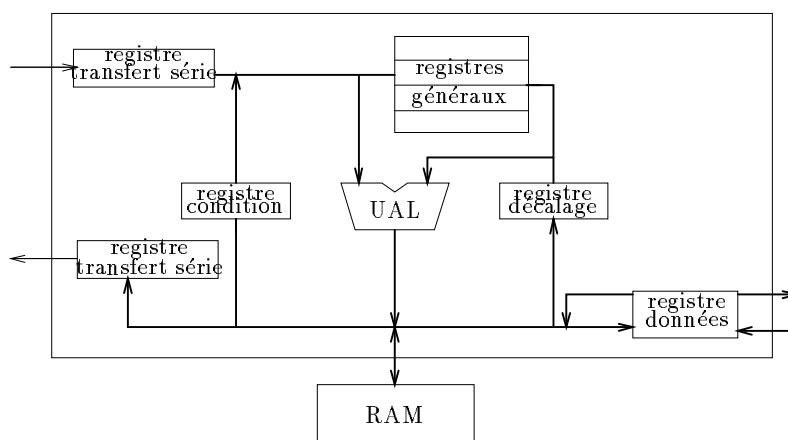 registre
transfert série
registres
généraux
registre
condition
UAL
registre
décalage
registre
transfert série
registre
données
RAM